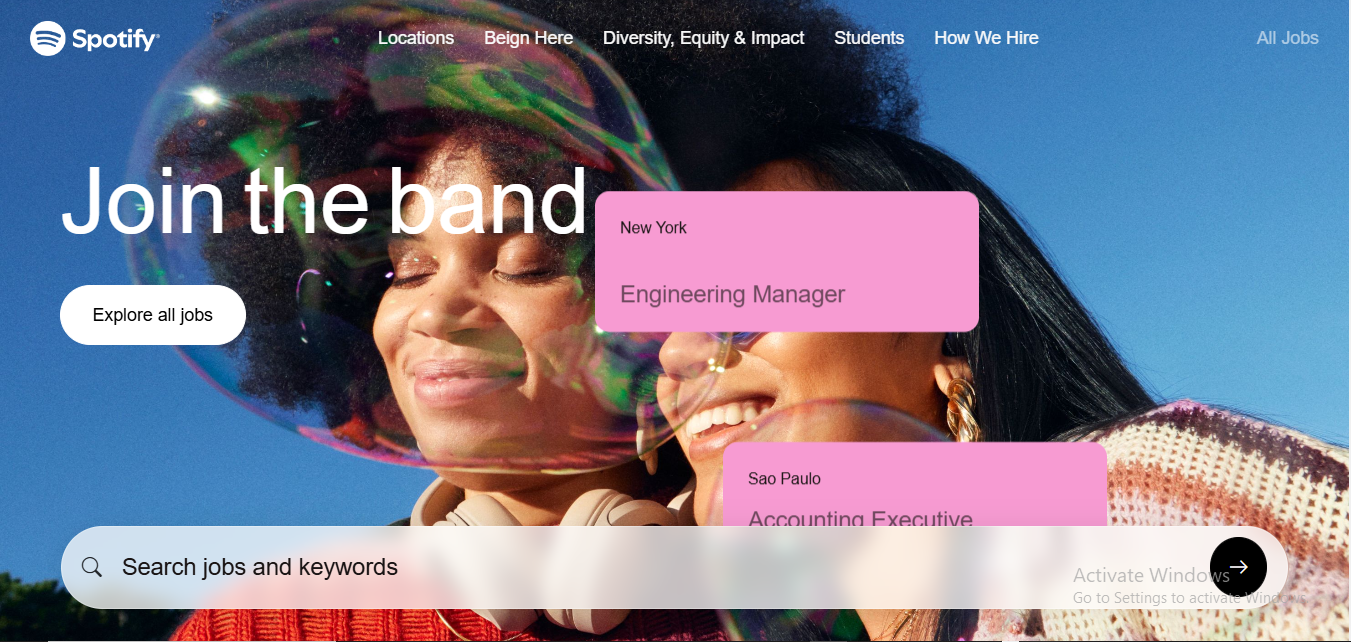 Spotify®
Locations
Beign Here
Diversity, Equity & Impact
Students
How We Hire
All Jobs
Join the band
New York
Engineering Manager
Explore all jobs
Sao Paulo
Accounting Executive
Search jobs and keywords
Activate Windows
Go to Settings to activate Windows.